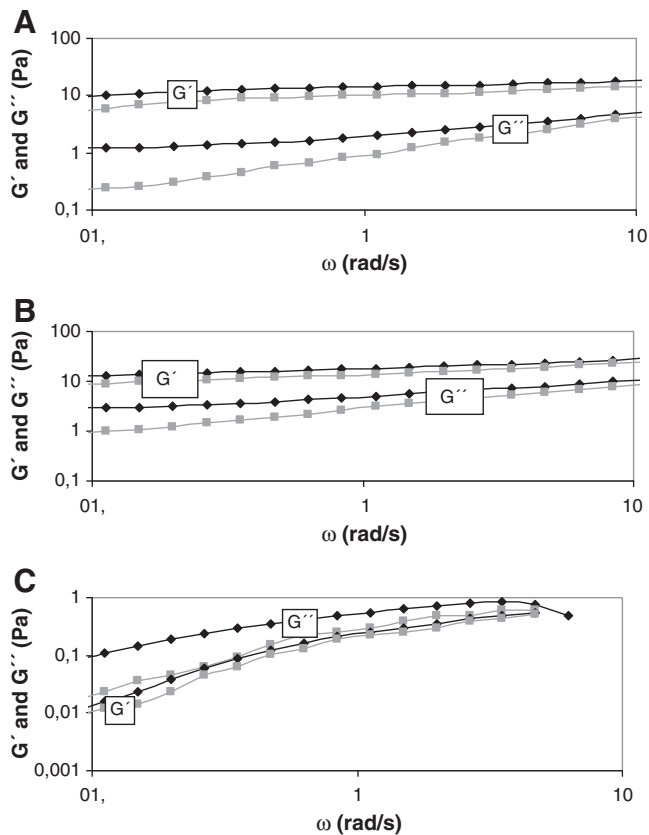 A
G´ and G´´ (Pa)
100
10
1
0,1
G´
G´´
01,
1
10
ω (rad/s)
B
G´ and G´´ (Pa)
100
10
1
0,1
G´
G´´
01,
1
10
ω (rad/s)
C
G´ and G´´ (Pa)
1
0,1
0,01
0,001
G´´
G´
01,
1
10
ω (rad/s)